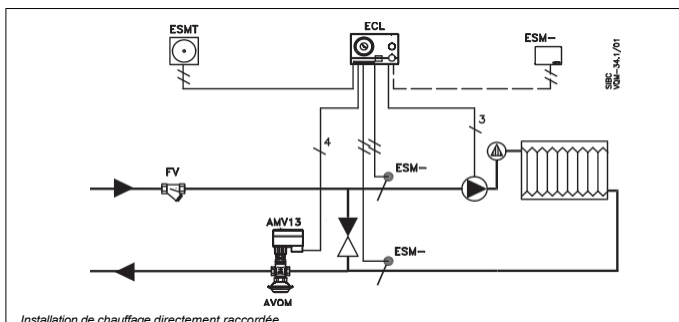 ESMT
ECL
ESM-
SIBC
VQM-34.1/01
4
3
FV
ESM-
AMV13
ESM-
AVQM
Installation de chauffage directement raccordée